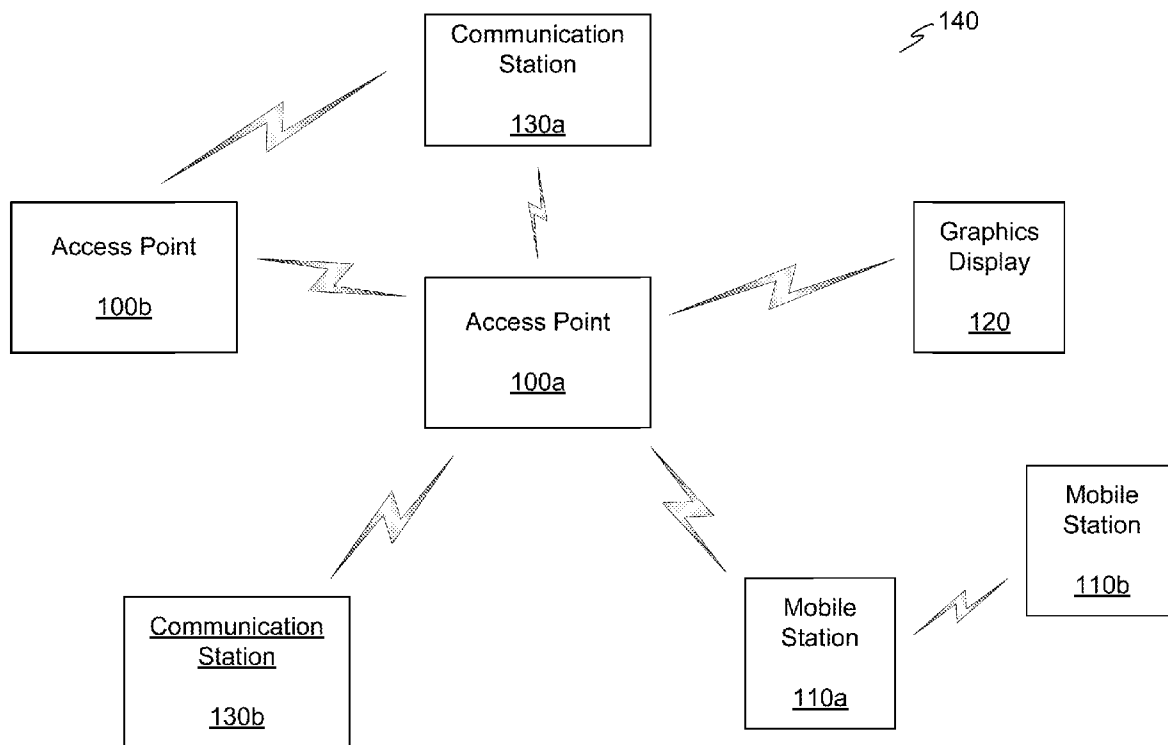 140
Communication
Station
130a
Access Point
100b
Graphics
Display
120
Access Point
100a
Mobile
Station
110b
Mobile
Station
110a
Communication
Station
130b